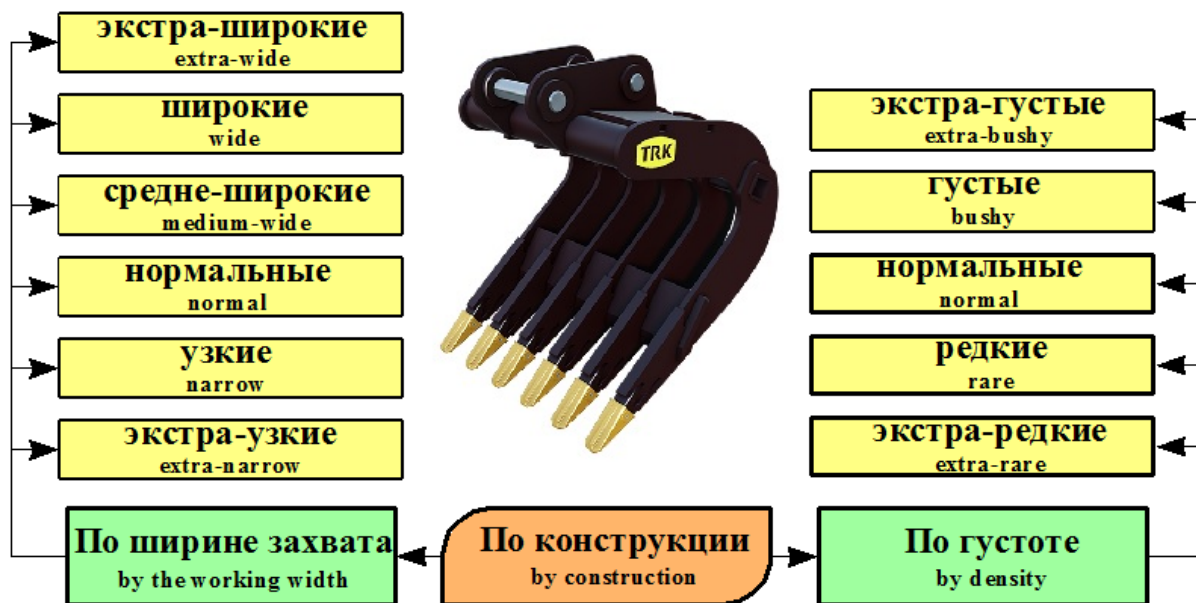 экстра-широкие
extra-wide
широкие
wide
средне-широкие
medium-wide
нормальные
normal
узкие
narrow
экстра-узкие
extra-narrow
По ширине захвата
by the working width
TRK
По конструкции
by construction
экстра-густые
extra-bushy
густые
bushy
нормальные
normal
редкие
rare
экстра-редкие
extra-rare
По густоте
by density